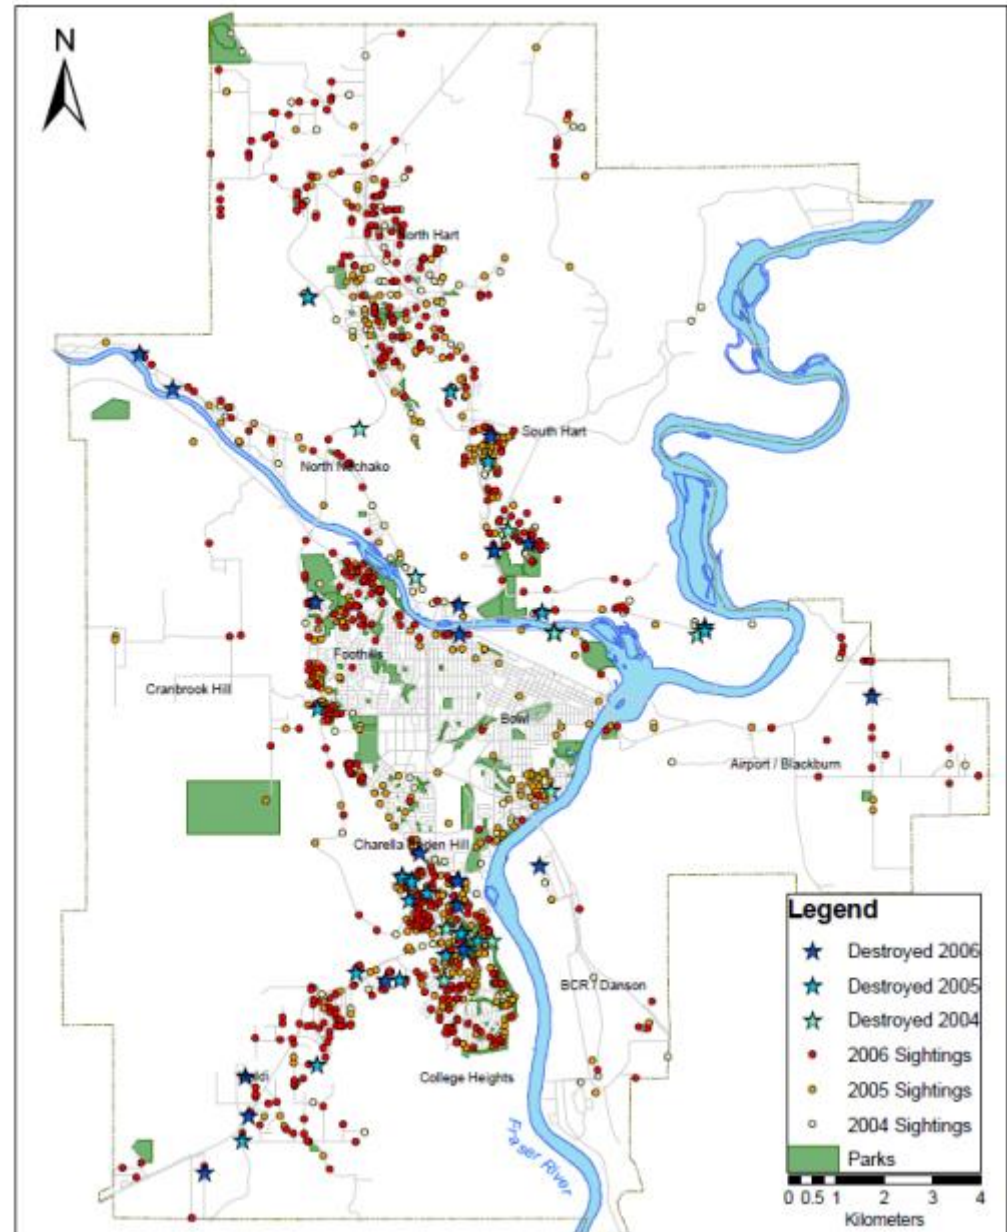 N
North Hart
South Hart
North Nechako
Foothills
Cranbrook Hill
Bowl
Airport / Blackburn
Charella
Hill
BCR / Danson
College Heights
Fraser River
Legend
Destroyed 2006
Destroyed 2005
Destroyed 2004
2006 Sightings
2005 Sightings
2004 Sightings
Parks
0 0.5 1 2 3 4
Kilometers